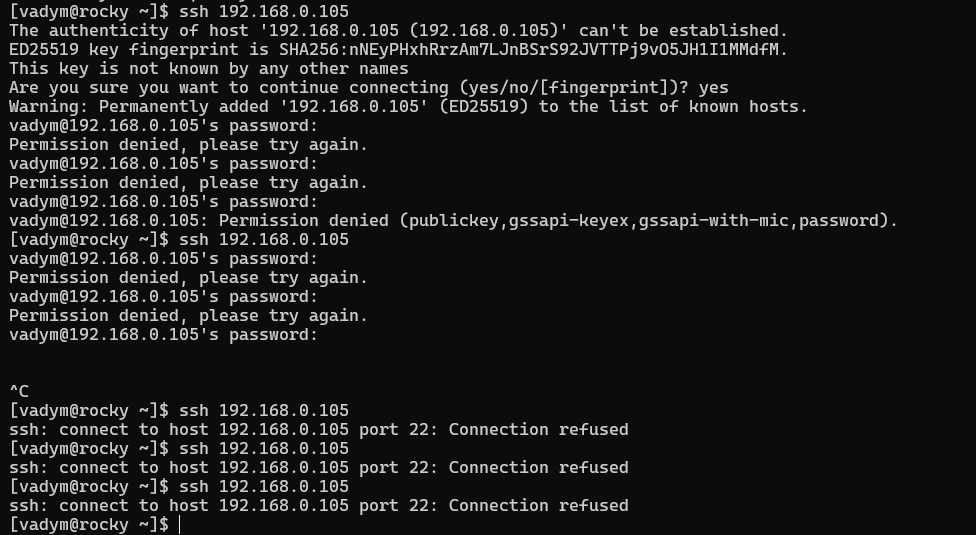 [vadym@rocky ~]$ ssh 192.168.0.105
The authenticity of host '192.168.0.105 (192.168.0.105)' can't be established.
ED25519 key fingerprint is SHA256:nNEyPHxhRrzAm7LJnBSrS92JVTTPj9vO5JH1I1MMdfM.
This key is not known by any other names
Are you sure you want to continue connecting (yes/no/[fingerprint])? yes
Warning: Permanently added '192.168.0.105' (ED25519) to the list of known hosts.
vadym@192.168.0.105's password:
Permission denied, please try again.
vadym@192.168.0.105's password:
Permission denied, please try again.
vadym@192.168.0.105's password:
vadym@192.168.0.105: Permission denied (publickey,gssapi-keyex,gssapi-with-mic,password).
[vadym@rocky ~]$ ssh 192.168.0.105
vadym@192.168.0.105's password:
Permission denied, please try again.
vadym@192.168.0.105's password:
Permission denied, please try again.
vadym@192.168.0.105's password:
^C
[vadym@rocky ~]$ ssh 192.168.0.105
ssh: connect to host 192.168.0.105 port 22: Connection refused
[vadym@rocky ~]$ ssh 192.168.0.105
ssh: connect to host 192.168.0.105 port 22: Connection refused
[vadym@rocky ~]$ ssh 192.168.0.105
ssh: connect to host 192.168.0.105 port 22: Connection refused
[vadym@rocky ~]$